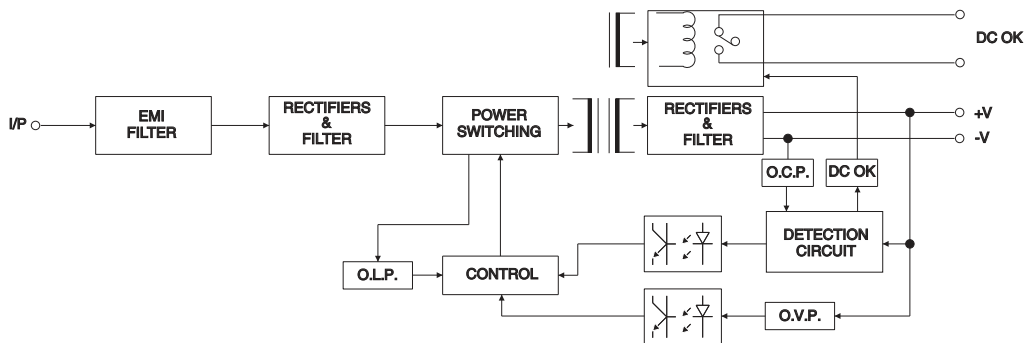 DC OK
I/P
EMI
FILTER
RECTIFIERS
&
FILTER
POWER
SWITCHING
RECTIFIERS
&
FILTER
+V
-V
O.C.P.
DC OK
DETECTION
CIRCUIT
O.L.P.
CONTROL
O.V.P.